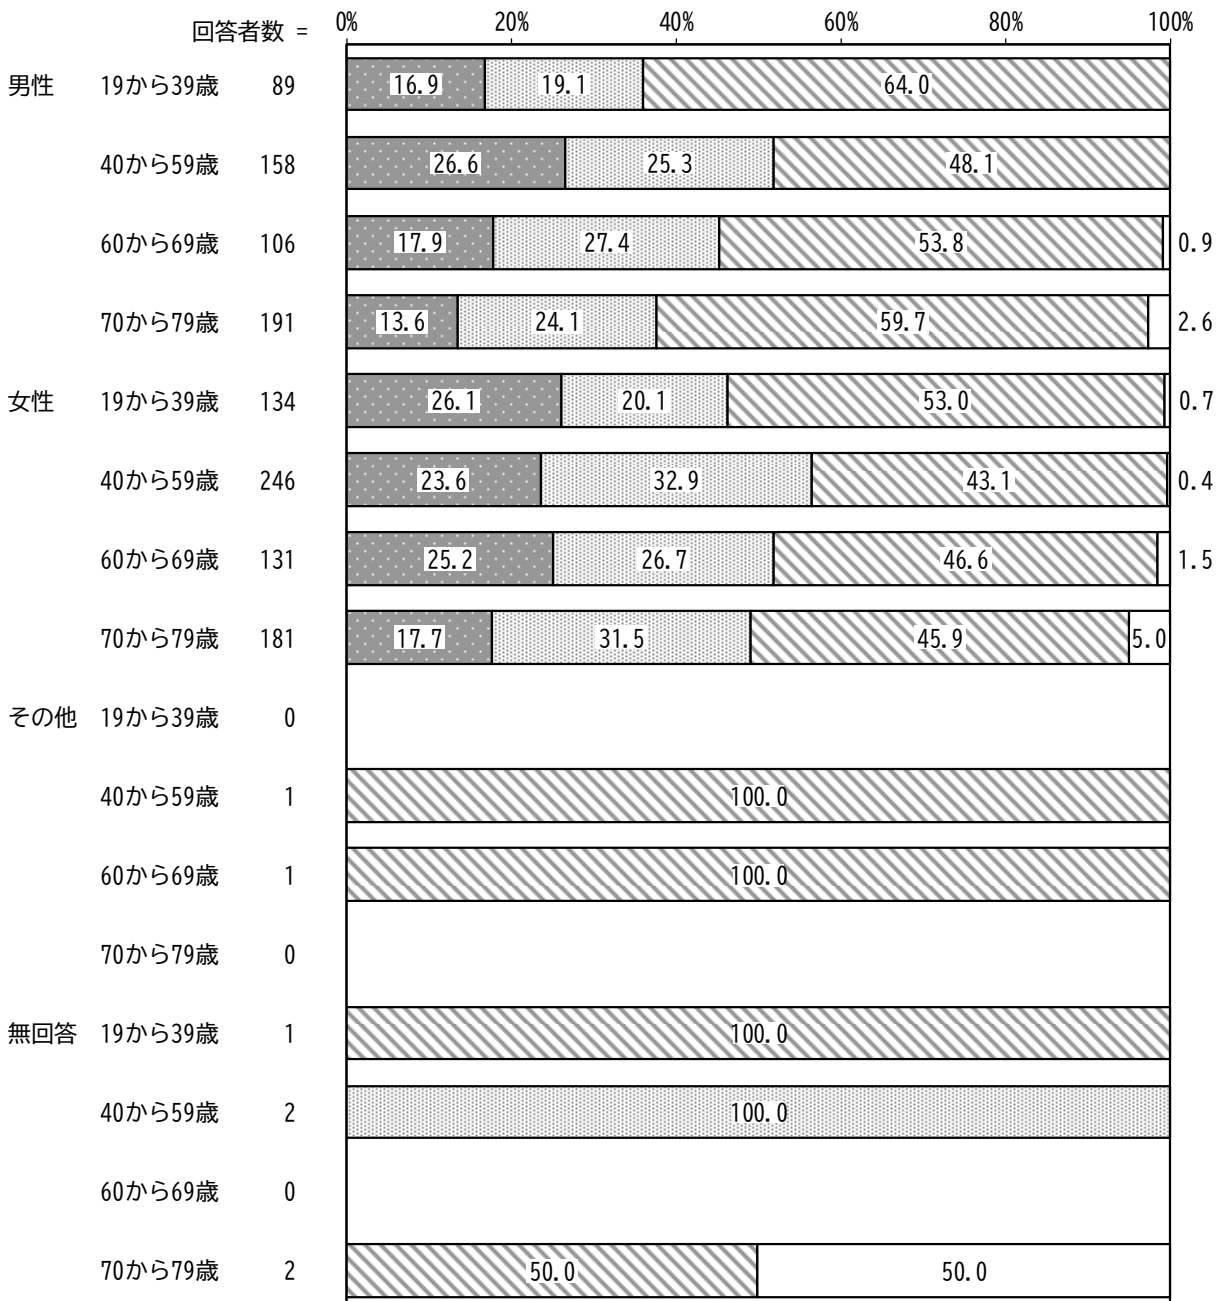 回答者数 = 0% 20% 40% 60% 80% 100%
男性 19から39歳 89 16.9 19.1 64.0
40から59歳 158 26.6 25.3 48.1
60から69歳 106 17.9 27.4 53.8 0.9
70から79歳 191 13.6 24.1 59.7 2.6
女性 19から39歳 134 26.1 20.1 53.0 0.7
40から59歳 246 23.6 32.9 43.1 0.4
60から69歳 131 25.2 26.7 46.6 1.5
70から79歳 181 17.7 31.5 45.9 5.0
その他 19から39歳 0
40から59歳 1 100.0
60から69歳 1 100.0
70から79歳 0
無回答 19から39歳 1 100.0
40から59歳 2 100.0
60から69歳 0
70から79歳 2 50.0 50.0